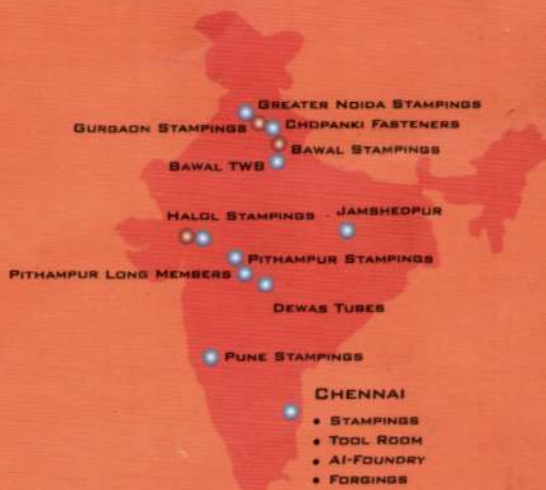 GREATER NOIDA STAMPINGS
GURGAON STAMPINGS
CHOPANKI FASTENERS
BAWAL STAMPINGS
BAWAL TWB
HALOL STAMPINGS
JAMSHEDPUR
PITHAMPUR STAMPINGS
PITHAMPUR LONG MEMBERS
DEWAS TUBES
PUNE STAMPINGS
CHENNAI
• STAMPINGS
• TOOL ROOM
• AI-FOUNDRY
• FORGINGS